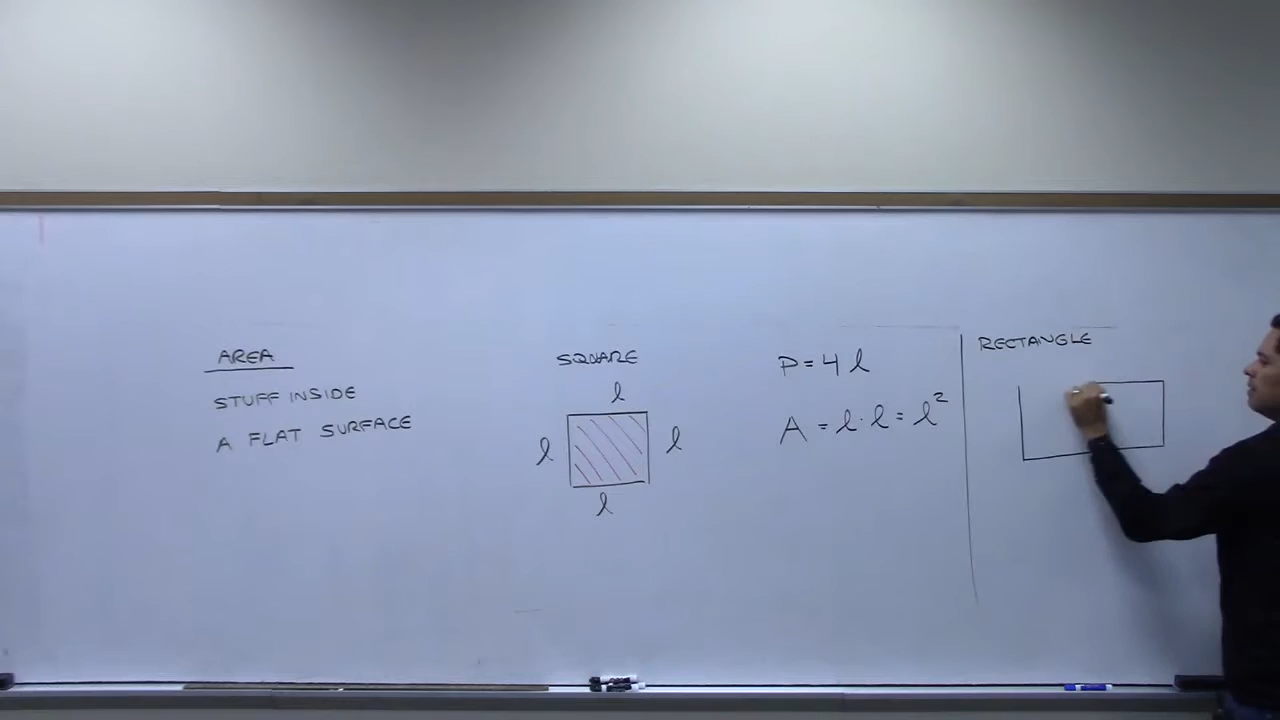 AREA
STUFF INSIDE
A FLAT SURFACE
SQUARE
l
l
l
l
P = 4 l
A = l · l = l²
RECTANGLE